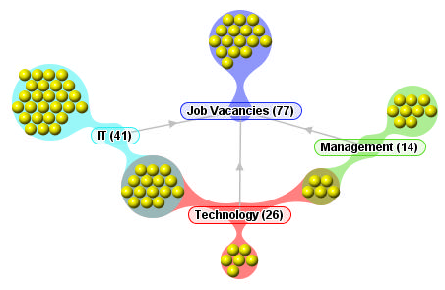 Job Vacancies (77)
IT (41)
Management (14)
Technology (26)